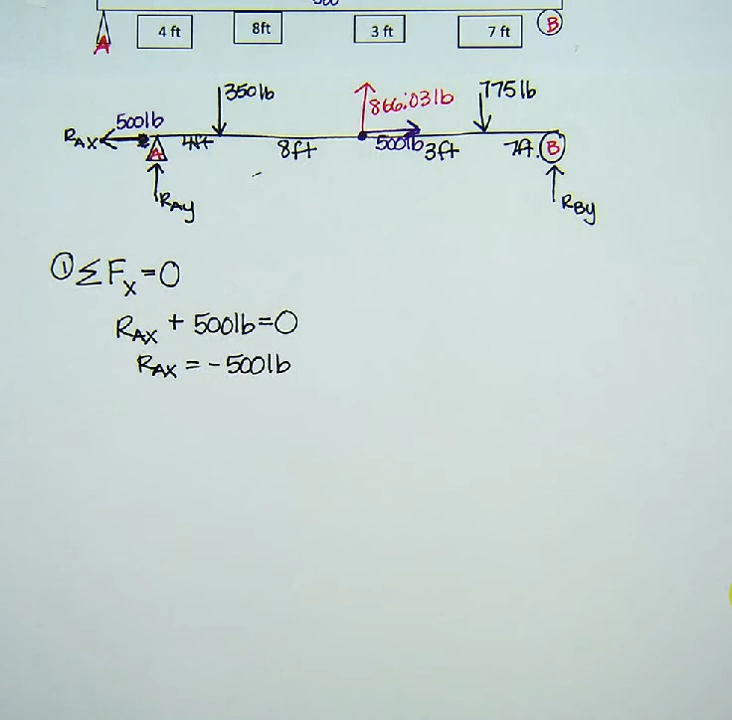 A
4 ft
8ft
3 ft
7 ft
B
350lb
866.03lb
775lb
500lb
RAX
A
4ft
8ft
500lb
3ft
7ft.
B
RAY
RBY
① ΣFx=0
RAX + 500lb=0
RAX = -500lb